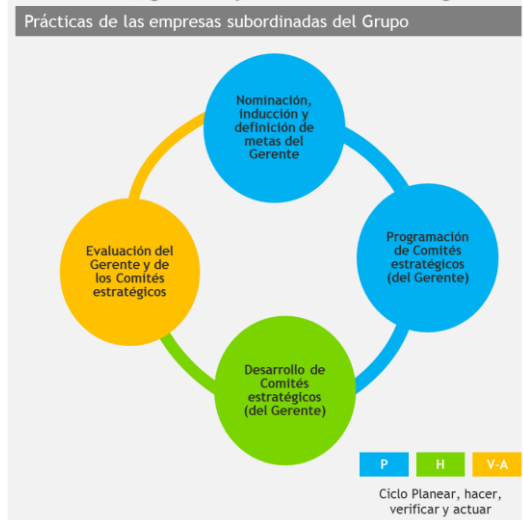 Prácticas de las empresas subordinadas del Grupo
Nominación,
inducción y
definición de
metas del
Gerente
Programación
de Comités
estratégicos
(del Gerente)
Evaluación del
Gerente y de
los Comités
estratégicos
Desarrollo de
Comités
estratégicos
(del Gerente)
P H V-A
Ciclo Planear, hacer,
verificar y actuar